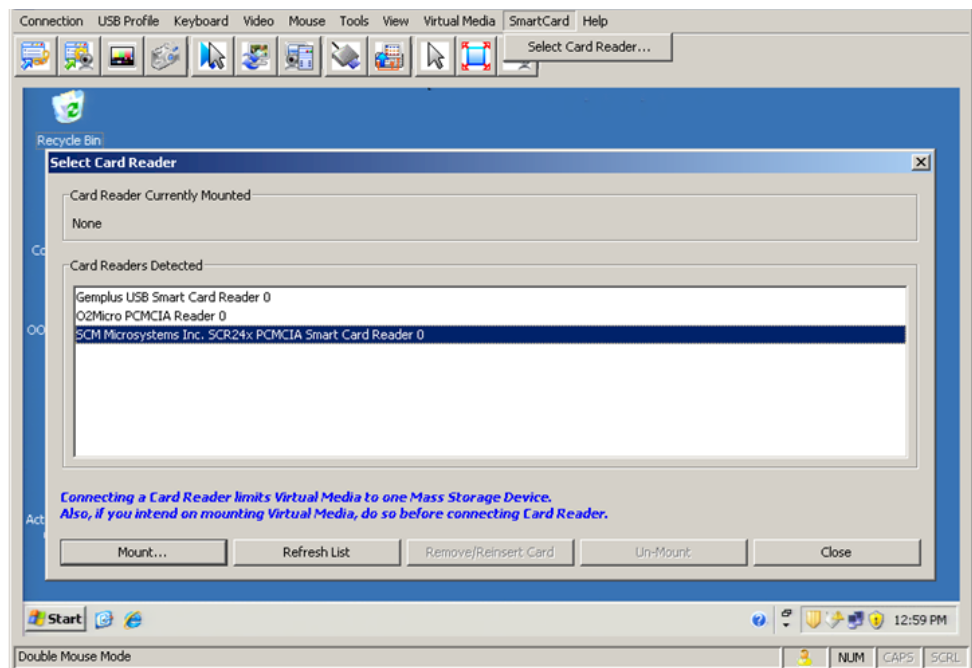 Connection USB Profile Keyboard Video Mouse Tools View Virtual Media SmartCard Help
Select Card Reader...
Recycle Bin
Select Card Reader
Card Reader Currently Mounted
None
Co
Card Readers Detected
Gemplus USB Smart Card Reader 0
O2Micro PCMCIA Reader 0
OO
SCM Microsystems Inc. SCR24x PCMCIA Smart Card Reader 0
Connecting a Card Reader limits Virtual Media to one Mass Storage Device.
Also, if you intend on mounting Virtual Media, do so before connecting Card Reader.
Act
Mount... Refresh List Remove/Reinsert Card Un-Mount Close
Start 12:59 PM
Double Mouse Mode NUM CAPS SCRL